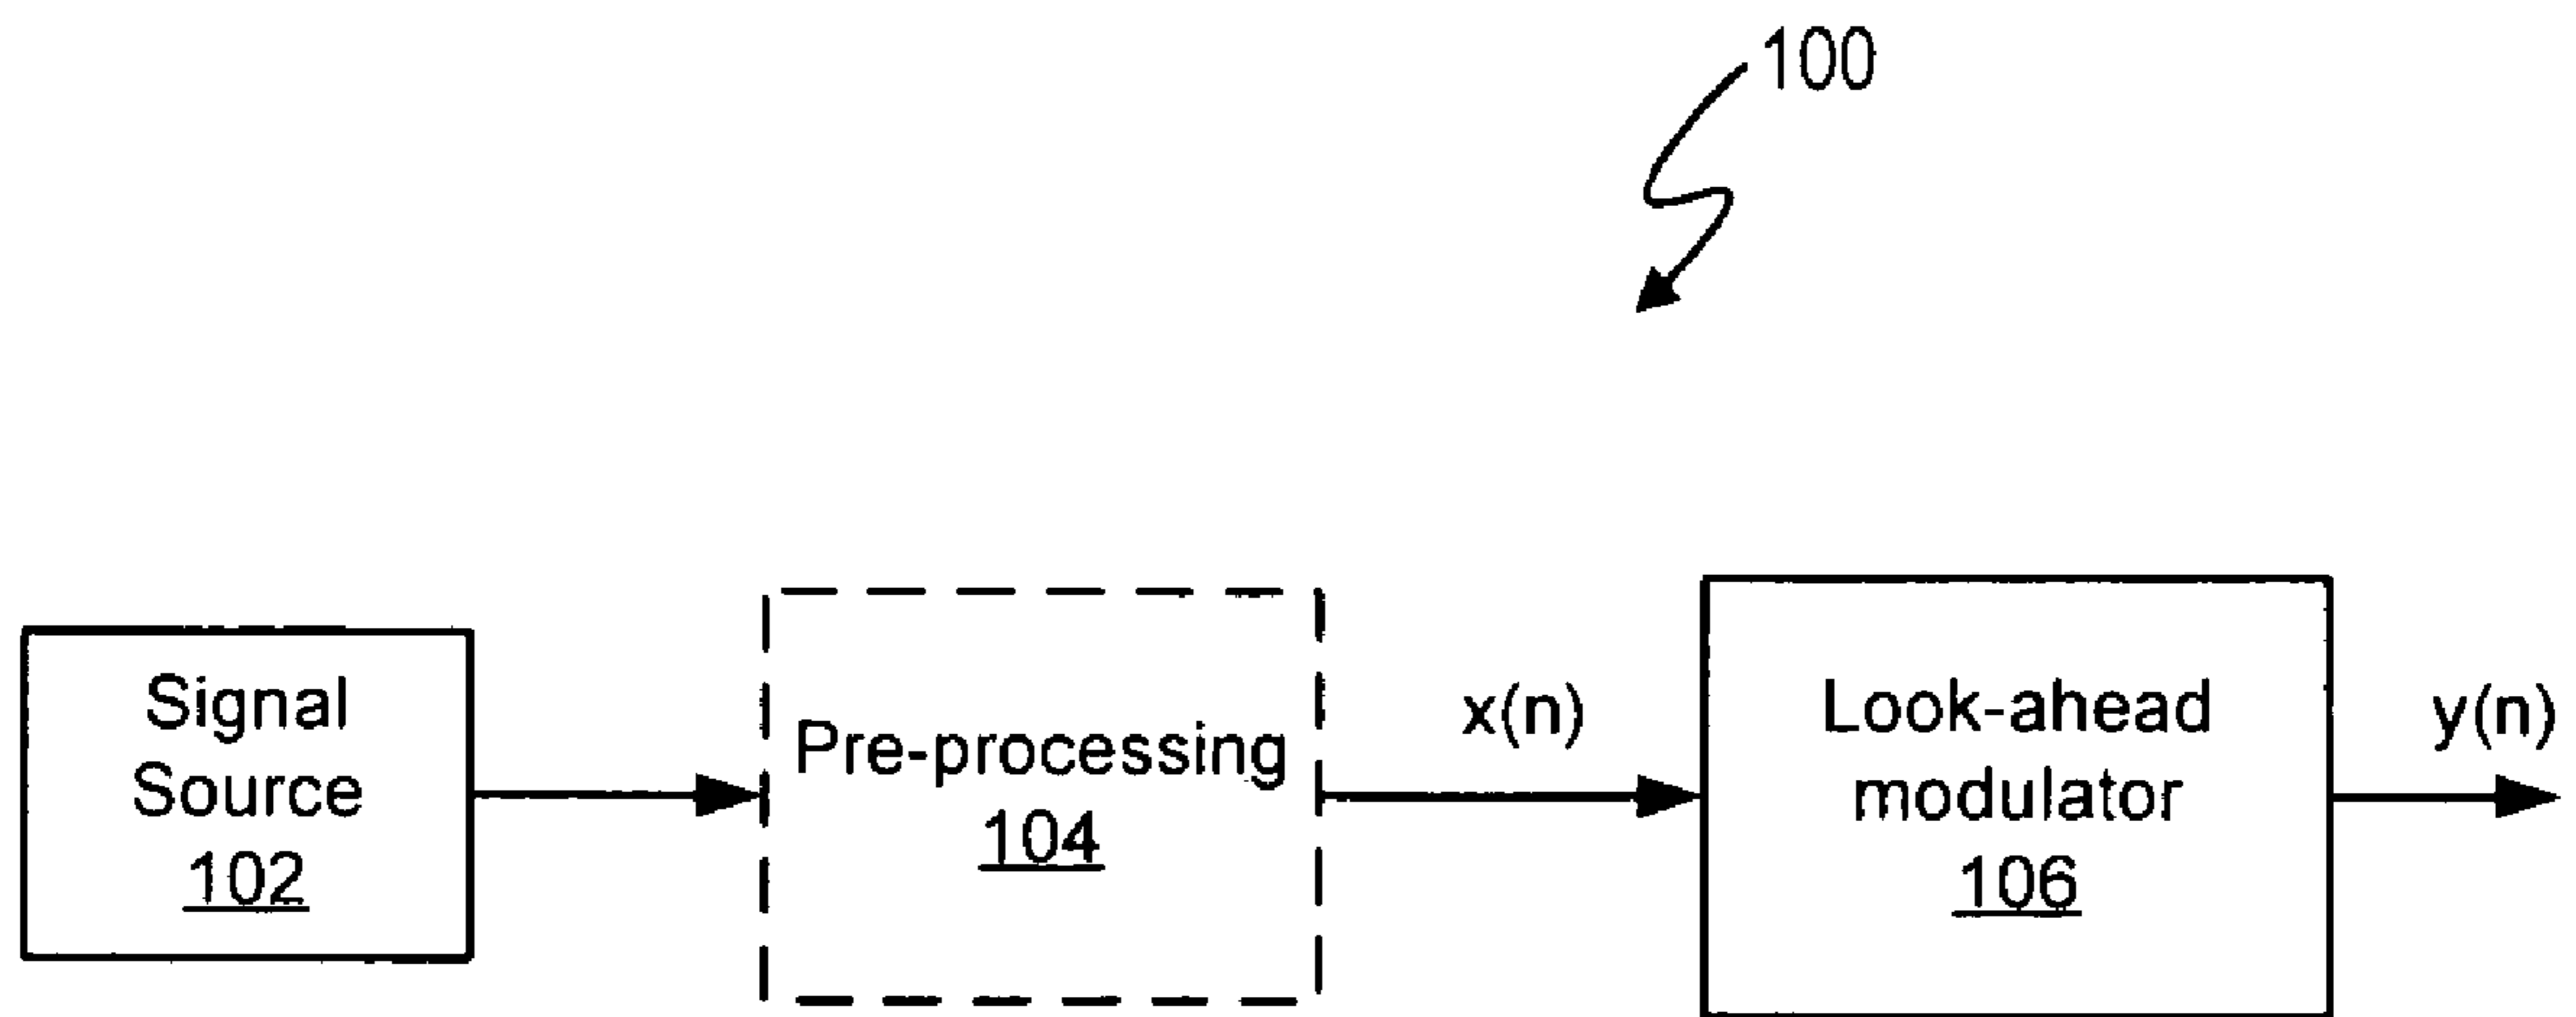 100
Signal
Source
102
Pre-processing
104
x(n)
Look-ahead
modulator
106
y(n)